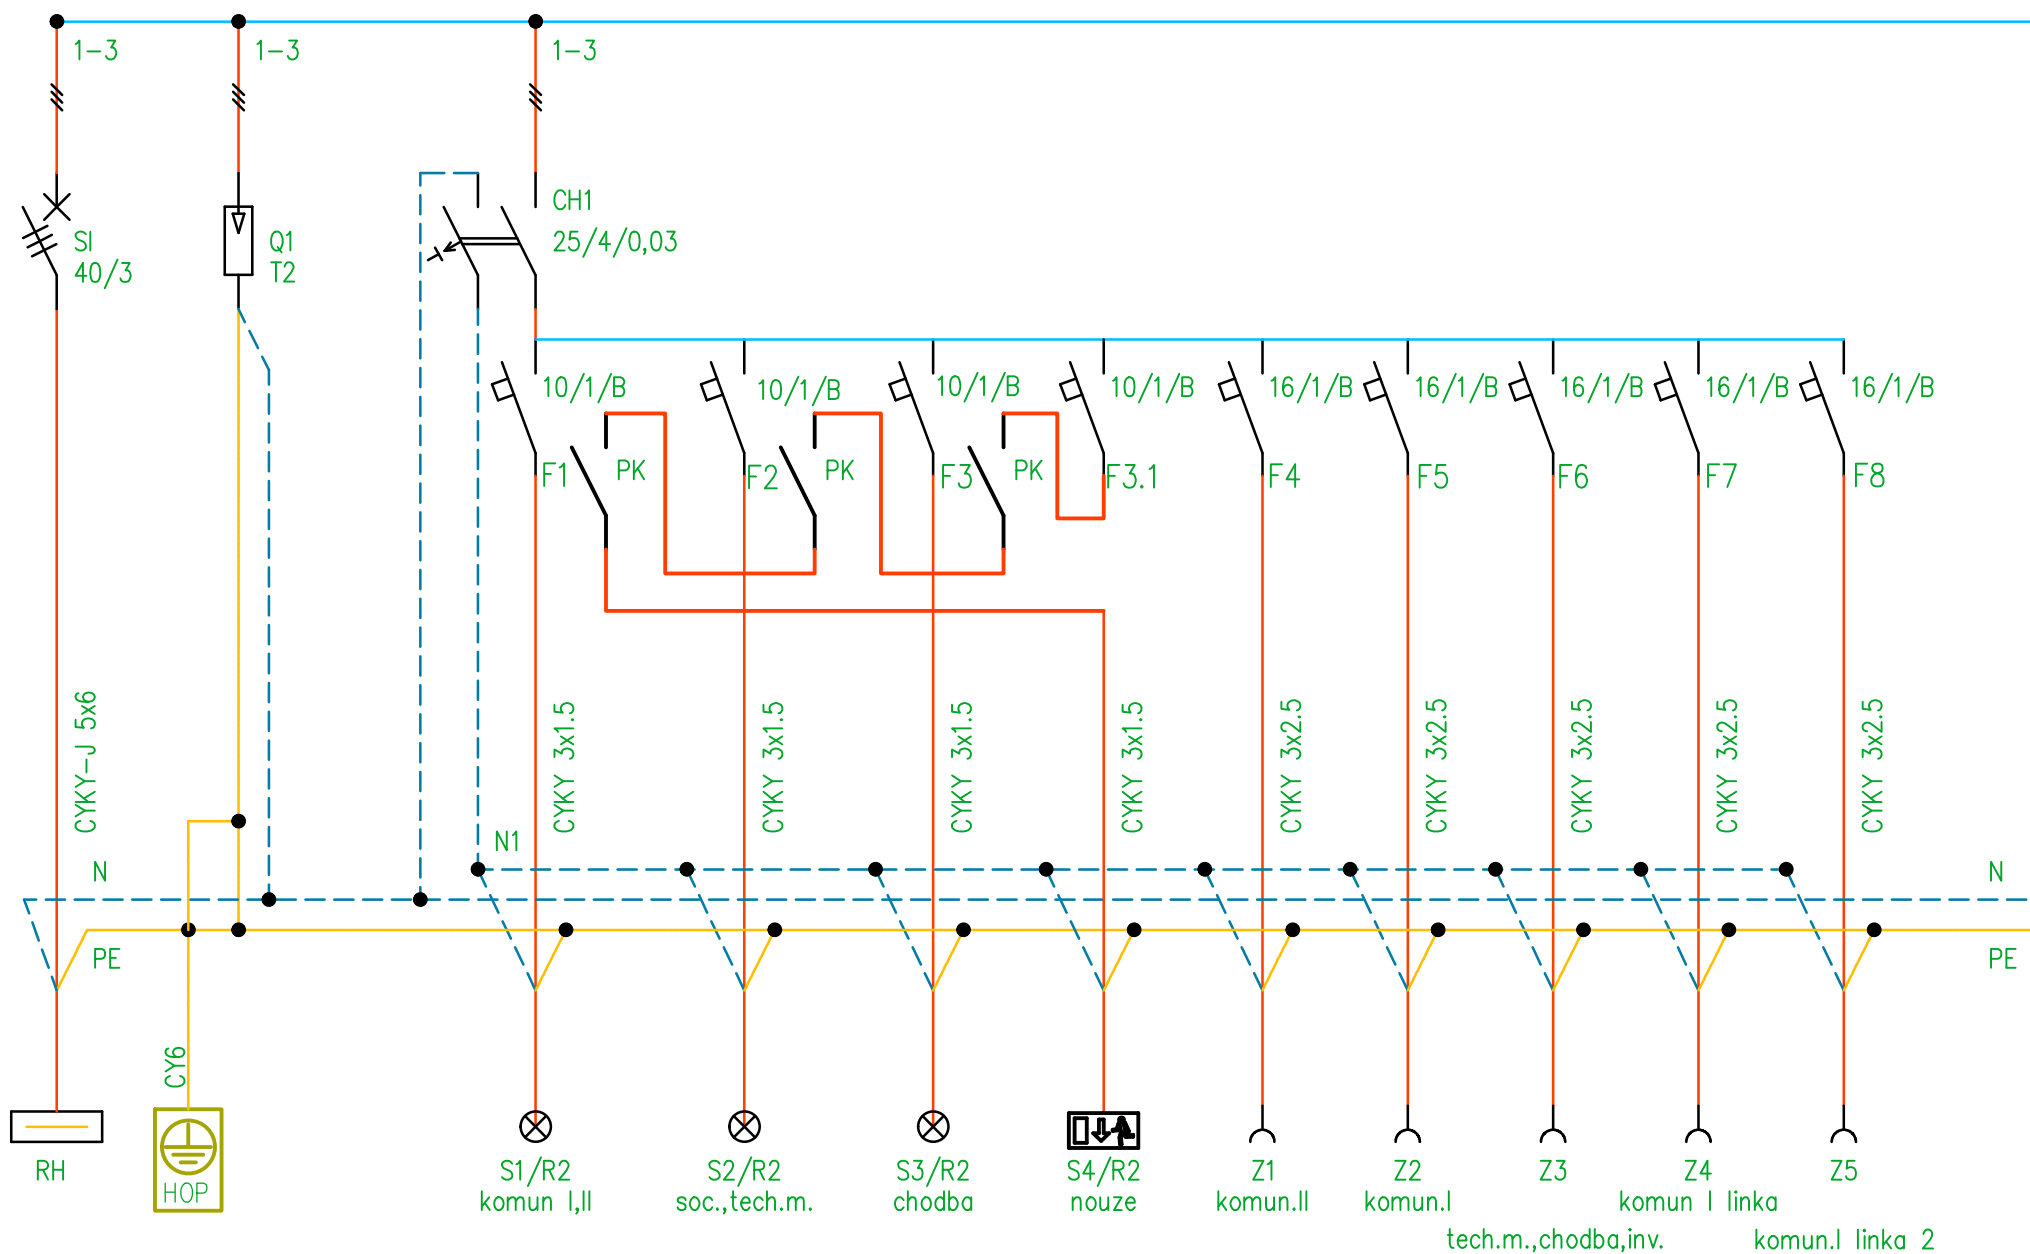 1-3
1-3
1-3
CH1
25/4/0,03
SI
40/3
Q1
T2
10/1/B
10/1/B
10/1/B
10/1/B
16/1/B
16/1/B
16/1/B
16/1/B
16/1/B
F1
PK
F2
PK
F3
PK
F3.1
F4
F5
F6
F7
F8
CYKY-J 5x6
CYKY 3x1.5
CYKY 3x1.5
CYKY 3x1.5
CYKY 3x1.5
CYKY 3x2.5
CYKY 3x2.5
CYKY 3x2.5
CYKY 3x2.5
CYKY 3x2.5
N1
N
N
PE
PE
CY6
RH
HOP
S1/R2
komun I,II
S2/R2
soc.,tech.m.
S3/R2
chodba
S4/R2
nouze
Z1
komun.II
Z2
komun.I
Z3
tech.m.,chodba,inv.
Z4
komun I linka
Z5
komun.I linka 2